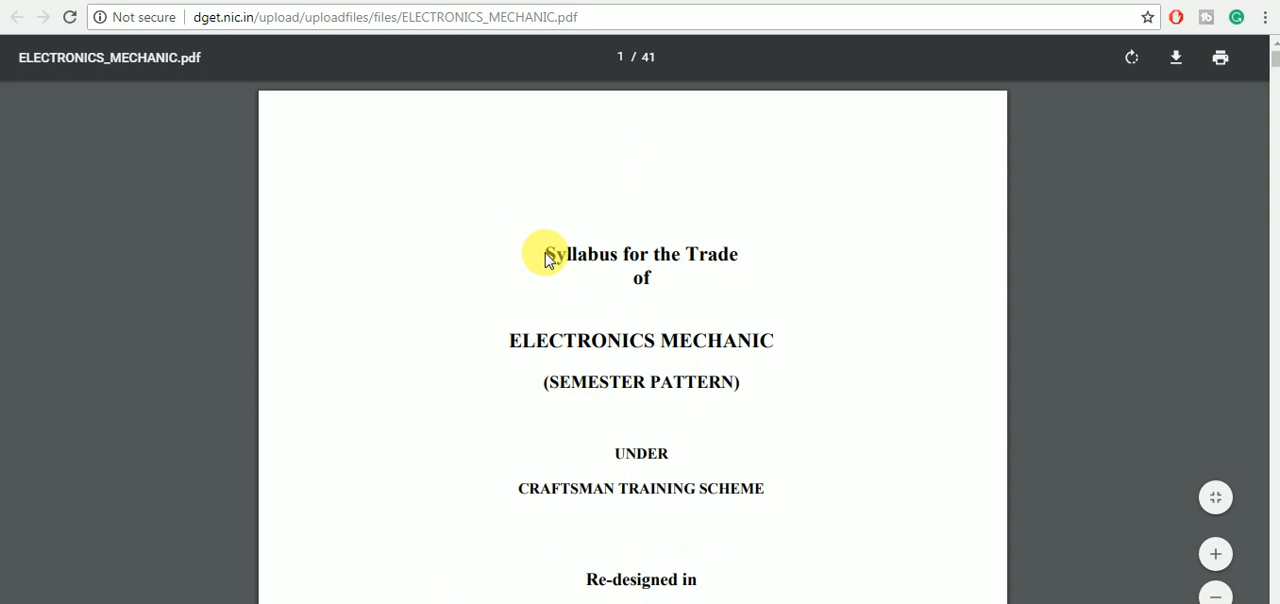 Not secure
dget.nic.in/upload/uploadfiles/files/ELECTRONICS_MECHANIC.pdf
ELECTRONICS_MECHANIC.pdf
1 / 41
Syllabus for the Trade
of
ELECTRONICS MECHANIC
(SEMESTER PATTERN)
UNDER
CRAFTSMAN TRAINING SCHEME
Re-designed in